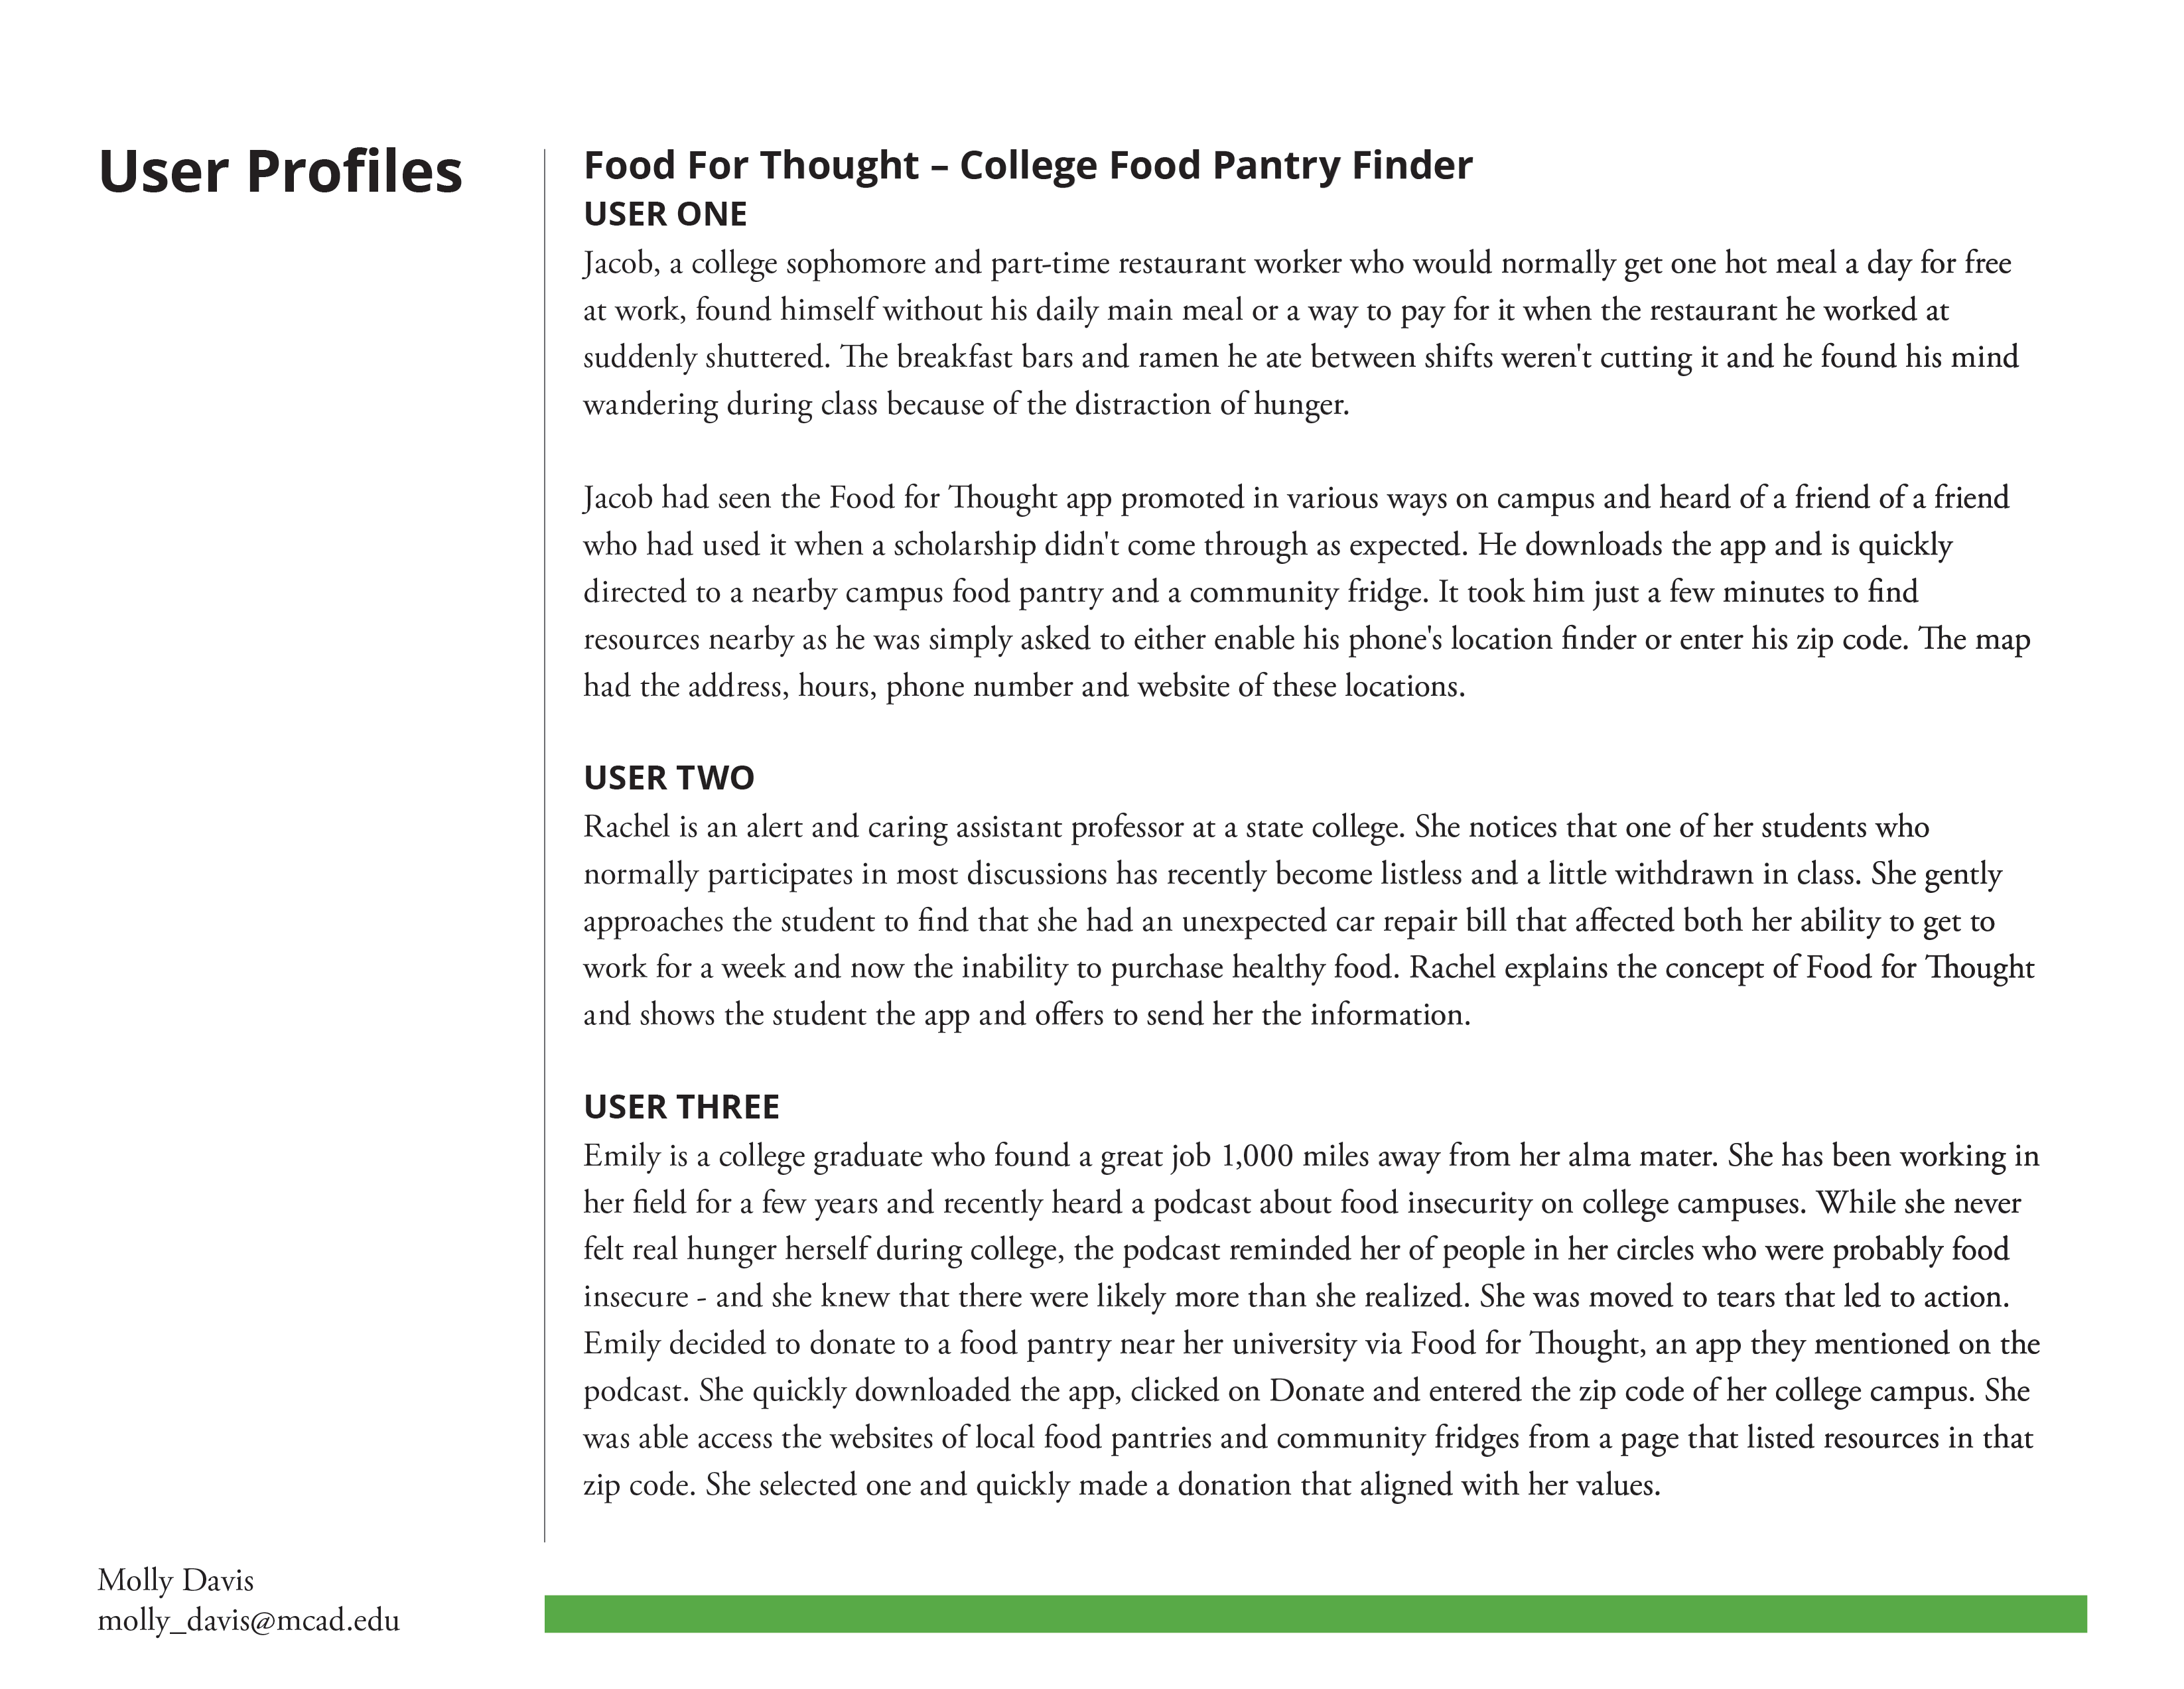 User Profiles
Food For Thought – College Food Pantry Finder
USER ONE
Jacob, a college sophomore and part-time restaurant worker who would normally get one hot meal a day for free
at work, found himself without his daily main meal or a way to pay for it when the restaurant he worked at
suddenly shuttered. The breakfast bars and ramen he ate between shifts weren't cutting it and he found his mind
wandering during class because of the distraction of hunger.
Jacob had seen the Food for Thought app promoted in various ways on campus and heard of a friend of a friend
who had used it when a scholarship didn't come through as expected. He downloads the app and is quickly
directed to a nearby campus food pantry and a community fridge. It took him just a few minutes to find
resources nearby as he was simply asked to either enable his phone's location finder or enter his zip code. The map
had the address, hours, phone number and website of these locations.
USER TWO
Rachel is an alert and caring assistant professor at a state college. She notices that one of her students who
normally participates in most discussions has recently become listless and a little withdrawn in class. She gently
approaches the student to find that she had an unexpected car repair bill that affected both her ability to get to
work for a week and now the inability to purchase healthy food. Rachel explains the concept of Food for Thought
and shows the student the app and offers to send her the information.
USER THREE
Emily is a college graduate who found a great job 1,000 miles away from her alma mater. She has been working in
her field for a few years and recently heard a podcast about food insecurity on college campuses. While she never
felt real hunger herself during college, the podcast reminded her of people in her circles who were probably food
insecure - and she knew that there were likely more than she realized. She was moved to tears that led to action.
Emily decided to donate to a food pantry near her university via Food for Thought, an app they mentioned on the
podcast. She quickly downloaded the app, clicked on Donate and entered the zip code of her college campus. She
was able access the websites of local food pantries and community fridges from a page that listed resources in that
zip code. She selected one and quickly made a donation that aligned with her values.
Molly Davis
molly_davis@mcad.edu